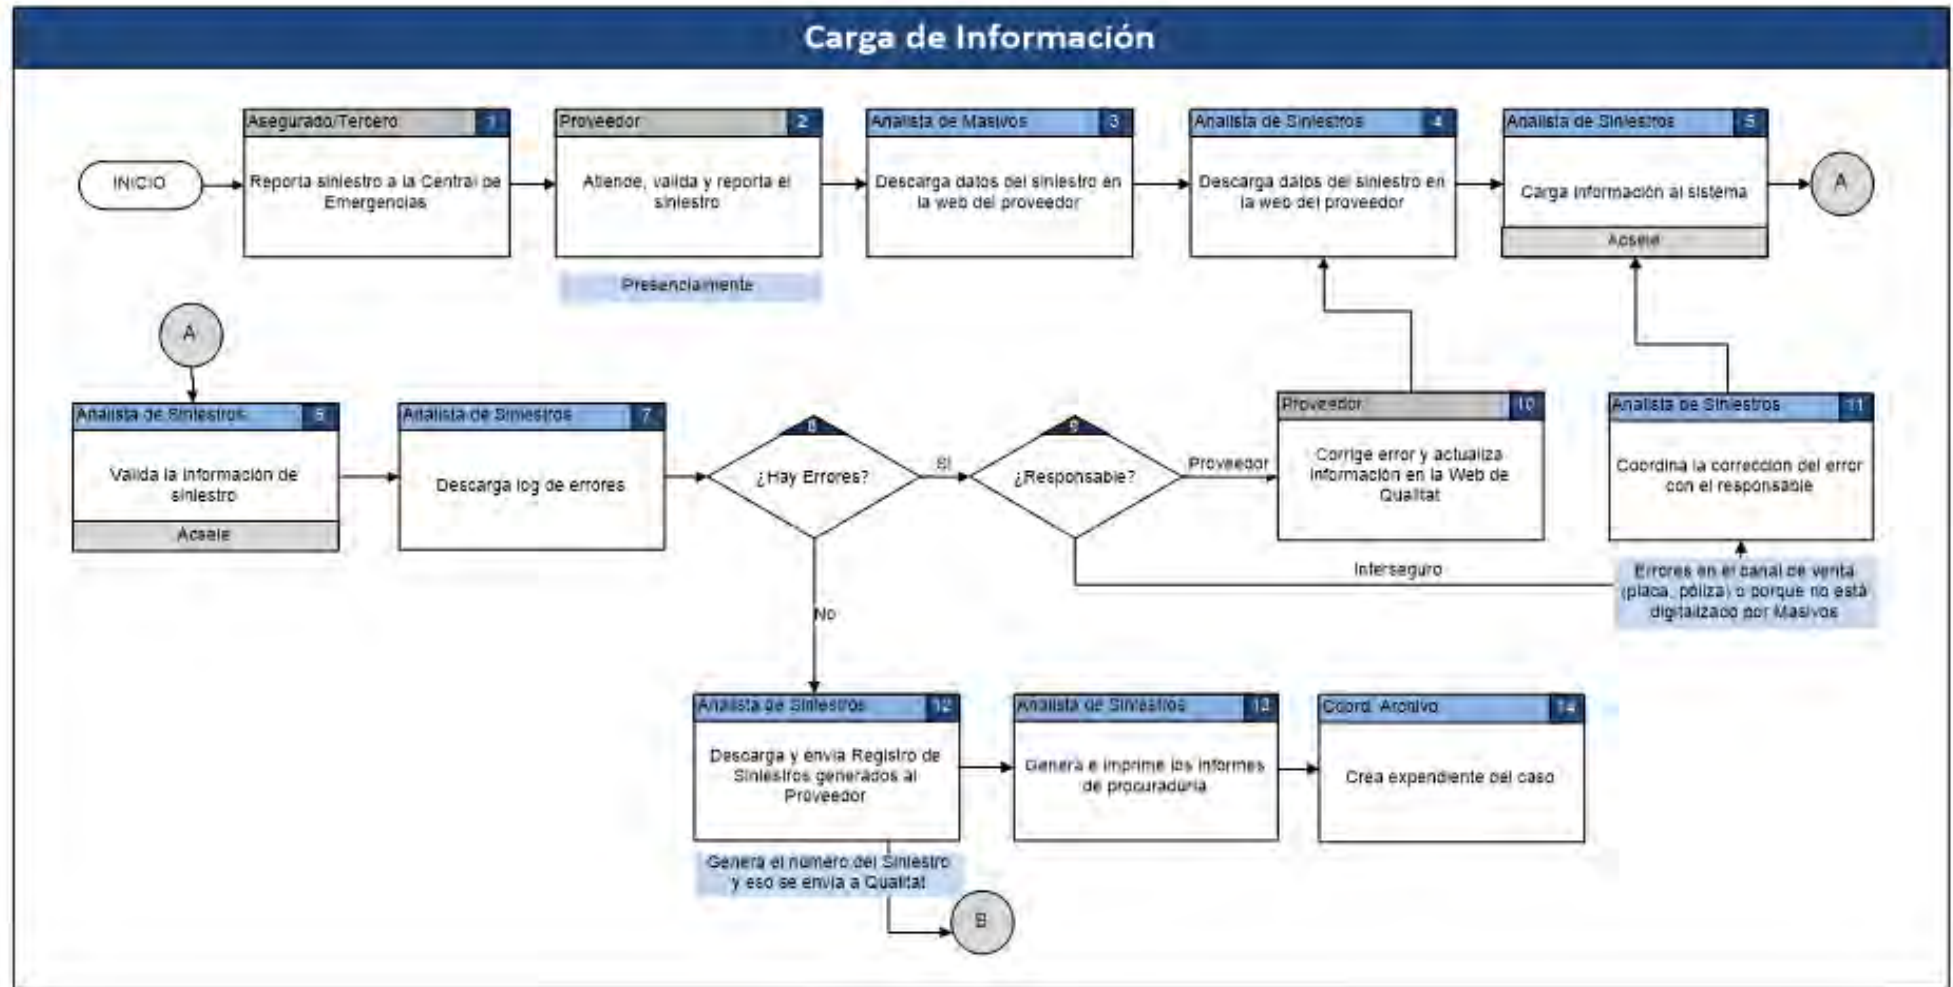 Carga de Información
INICIO
Asegurado/Tercero 1
Reporta siniestro a la Central de
Emergencias
Proveedor 2
Atiende, valida y reporta el
siniestro
Presencialmente
Analista de Masivos 3
Descarga datos del siniestro en
la web del proveedor
Analista de Siniestros 4
Descarga datos del siniestro en
la web del proveedor
Analista de Siniestros 5
Carga información al sistema
Acsele
A
A
Analista de Siniestros 6
Valida la información de
siniestro
Acsele
Analista de Siniestros 7
Descarga log de errores
8
¿Hay Errores?
Si
No
9
¿Responsable?
Proveedor
Interseguro
Proveedor 10
Corrige error y actualiza
información en la Web de
Qualitat
Analista de Siniestros 11
Coordina la corrección del error
con el responsable
Errores en el canal de venta
(placa, póliza) o porque no está
digitalizado por Masivos
Analista de Siniestros 12
Descarga y envia Registro de
Siniestros generados al
Proveedor
Genera el número del Siniestro
y eso se envia a Qualitat
B
Analista de Siniestros 13
Genera e imprime los informes
de procuraduría
Coord. Archivo 14
Crea expendiente del caso